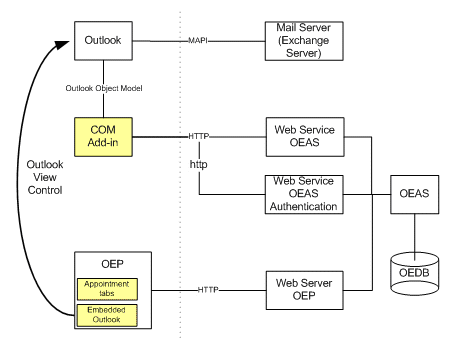 Outlook
MAPI
Mail Server
(Exchange
Server)
Outlook Object Model
COM
Add-in
HTTP
http
Web Service
OEAS
Outlook
View
Control
Web Service
OEAS
Authentication
OEAS
OEDB
OEP
Appointment
tabs
Embedded
Outlook
HTTP
Web Server
OEP